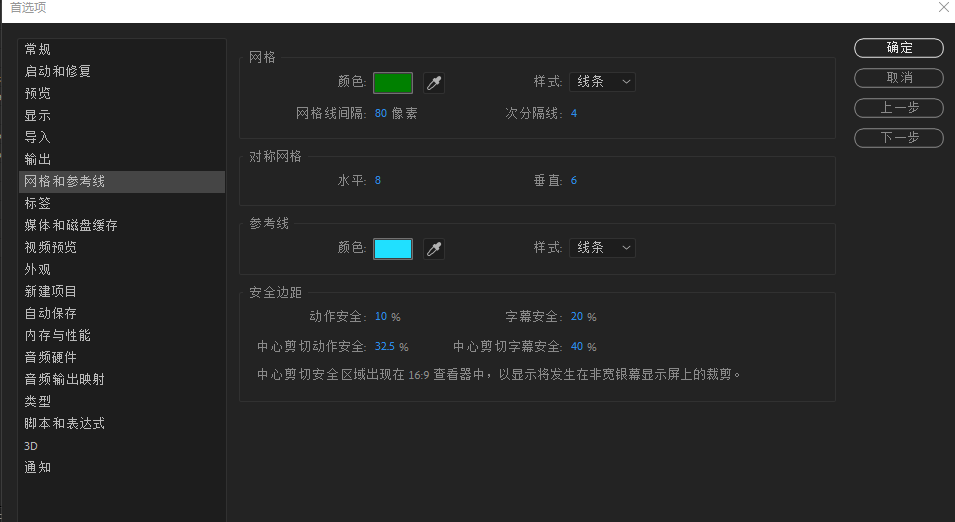 首选项
常规
启动和修复
预览
显示
导入
输出
网格和参考线
标签
媒体和磁盘缓存
视频预览
外观
新建项目
自动保存
内存与性能
音频硬件
音频输出映射
类型
脚本和表达式
3D
通知
网格
颜色: 样式: 线条
网格线间隔: 80 像素 次分隔线: 4
对称网格
水平: 8 垂直: 6
参考线
颜色: 样式: 线条
安全边距
动作安全: 10 % 字幕安全: 20 %
中心剪切动作安全: 32.5 % 中心剪切字幕安全: 40 %
中心剪切安全区域出现在 16:9 查看器中，以显示将发生在非宽银幕显示屏上的裁剪。
确定
取消
上一步
下一步